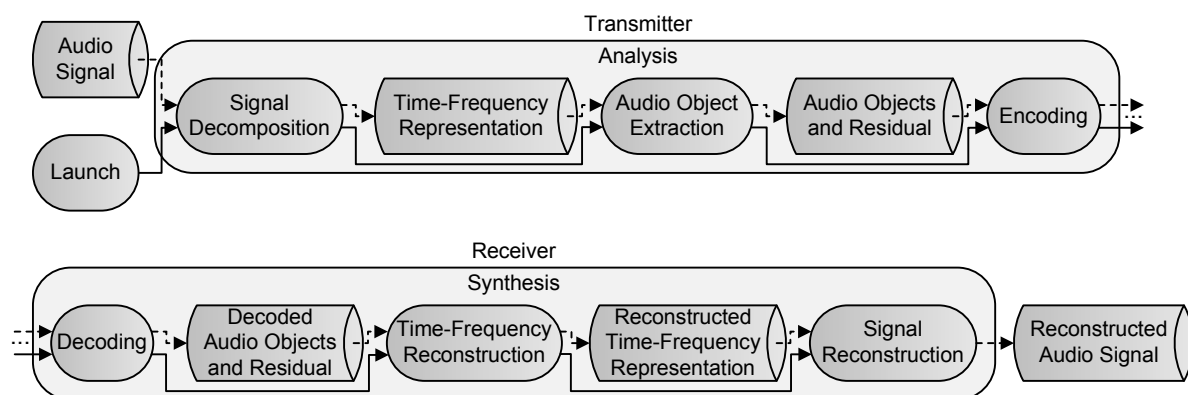 Transmitter
Analysis
Audio
Signal
Signal
Decomposition
Time-Frequency
Representation
Audio Object
Extraction
Audio Objects
and Residual
Encoding
Launch
Receiver
Synthesis
Decoding
Decoded
Audio Objects
and Residual
Time-Frequency
Reconstruction
Reconstructed
Time-Frequency
Representation
Signal
Reconstruction
Reconstructed
Audio Signal